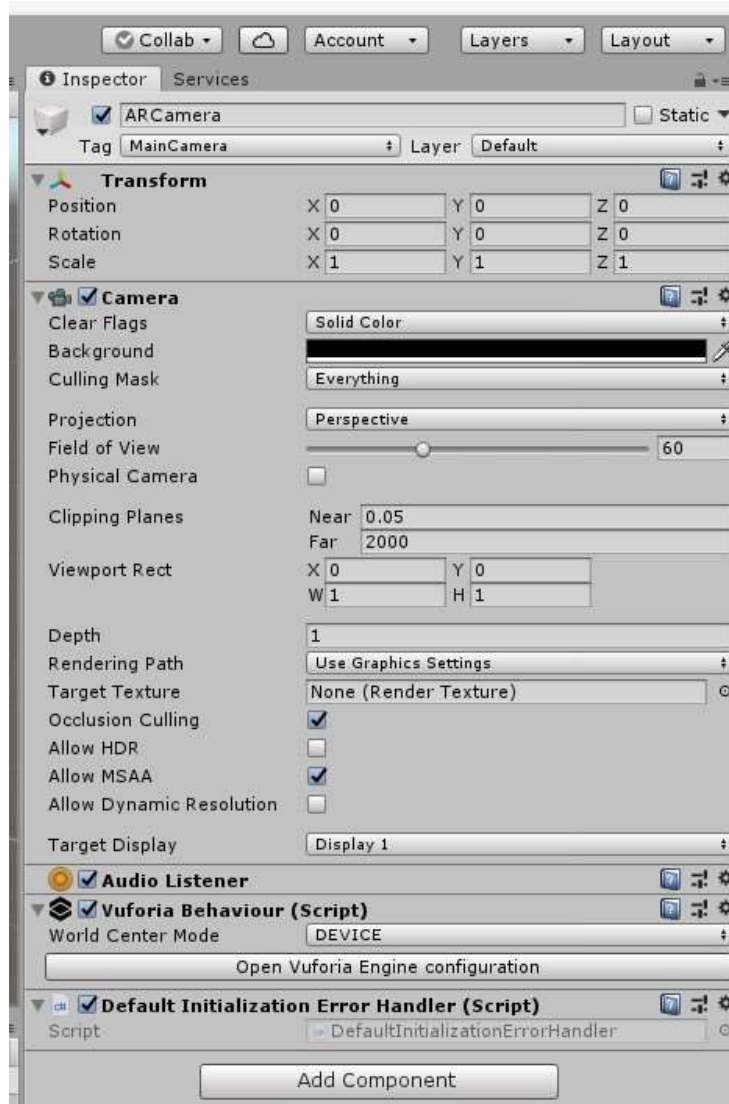 Collab Account Layers Layout
Inspector Services
ARCamera Static
Tag MainCamera Layer Default
Transform
Position X 0 Y 0 Z 0
Rotation X 0 Y 0 Z 0
Scale X 1 Y 1 Z 1
Camera
Clear Flags Solid Color
Background
Culling Mask Everything
Projection Perspective
Field of View 60
Physical Camera
Clipping Planes Near 0.05
Far 2000
Viewport Rect X 0 Y 0
W 1 H 1
Depth 1
Rendering Path Use Graphics Settings
Target Texture None (Render Texture)
Occlusion Culling
Allow HDR
Allow MSAA
Allow Dynamic Resolution
Target Display Display 1
Audio Listener
Vuforia Behaviour (Script)
World Center Mode DEVICE
Open Vuforia Engine configuration
c# Default Initialization Error Handler (Script)
Script DefaultInitializationErrorHandler
Add Component